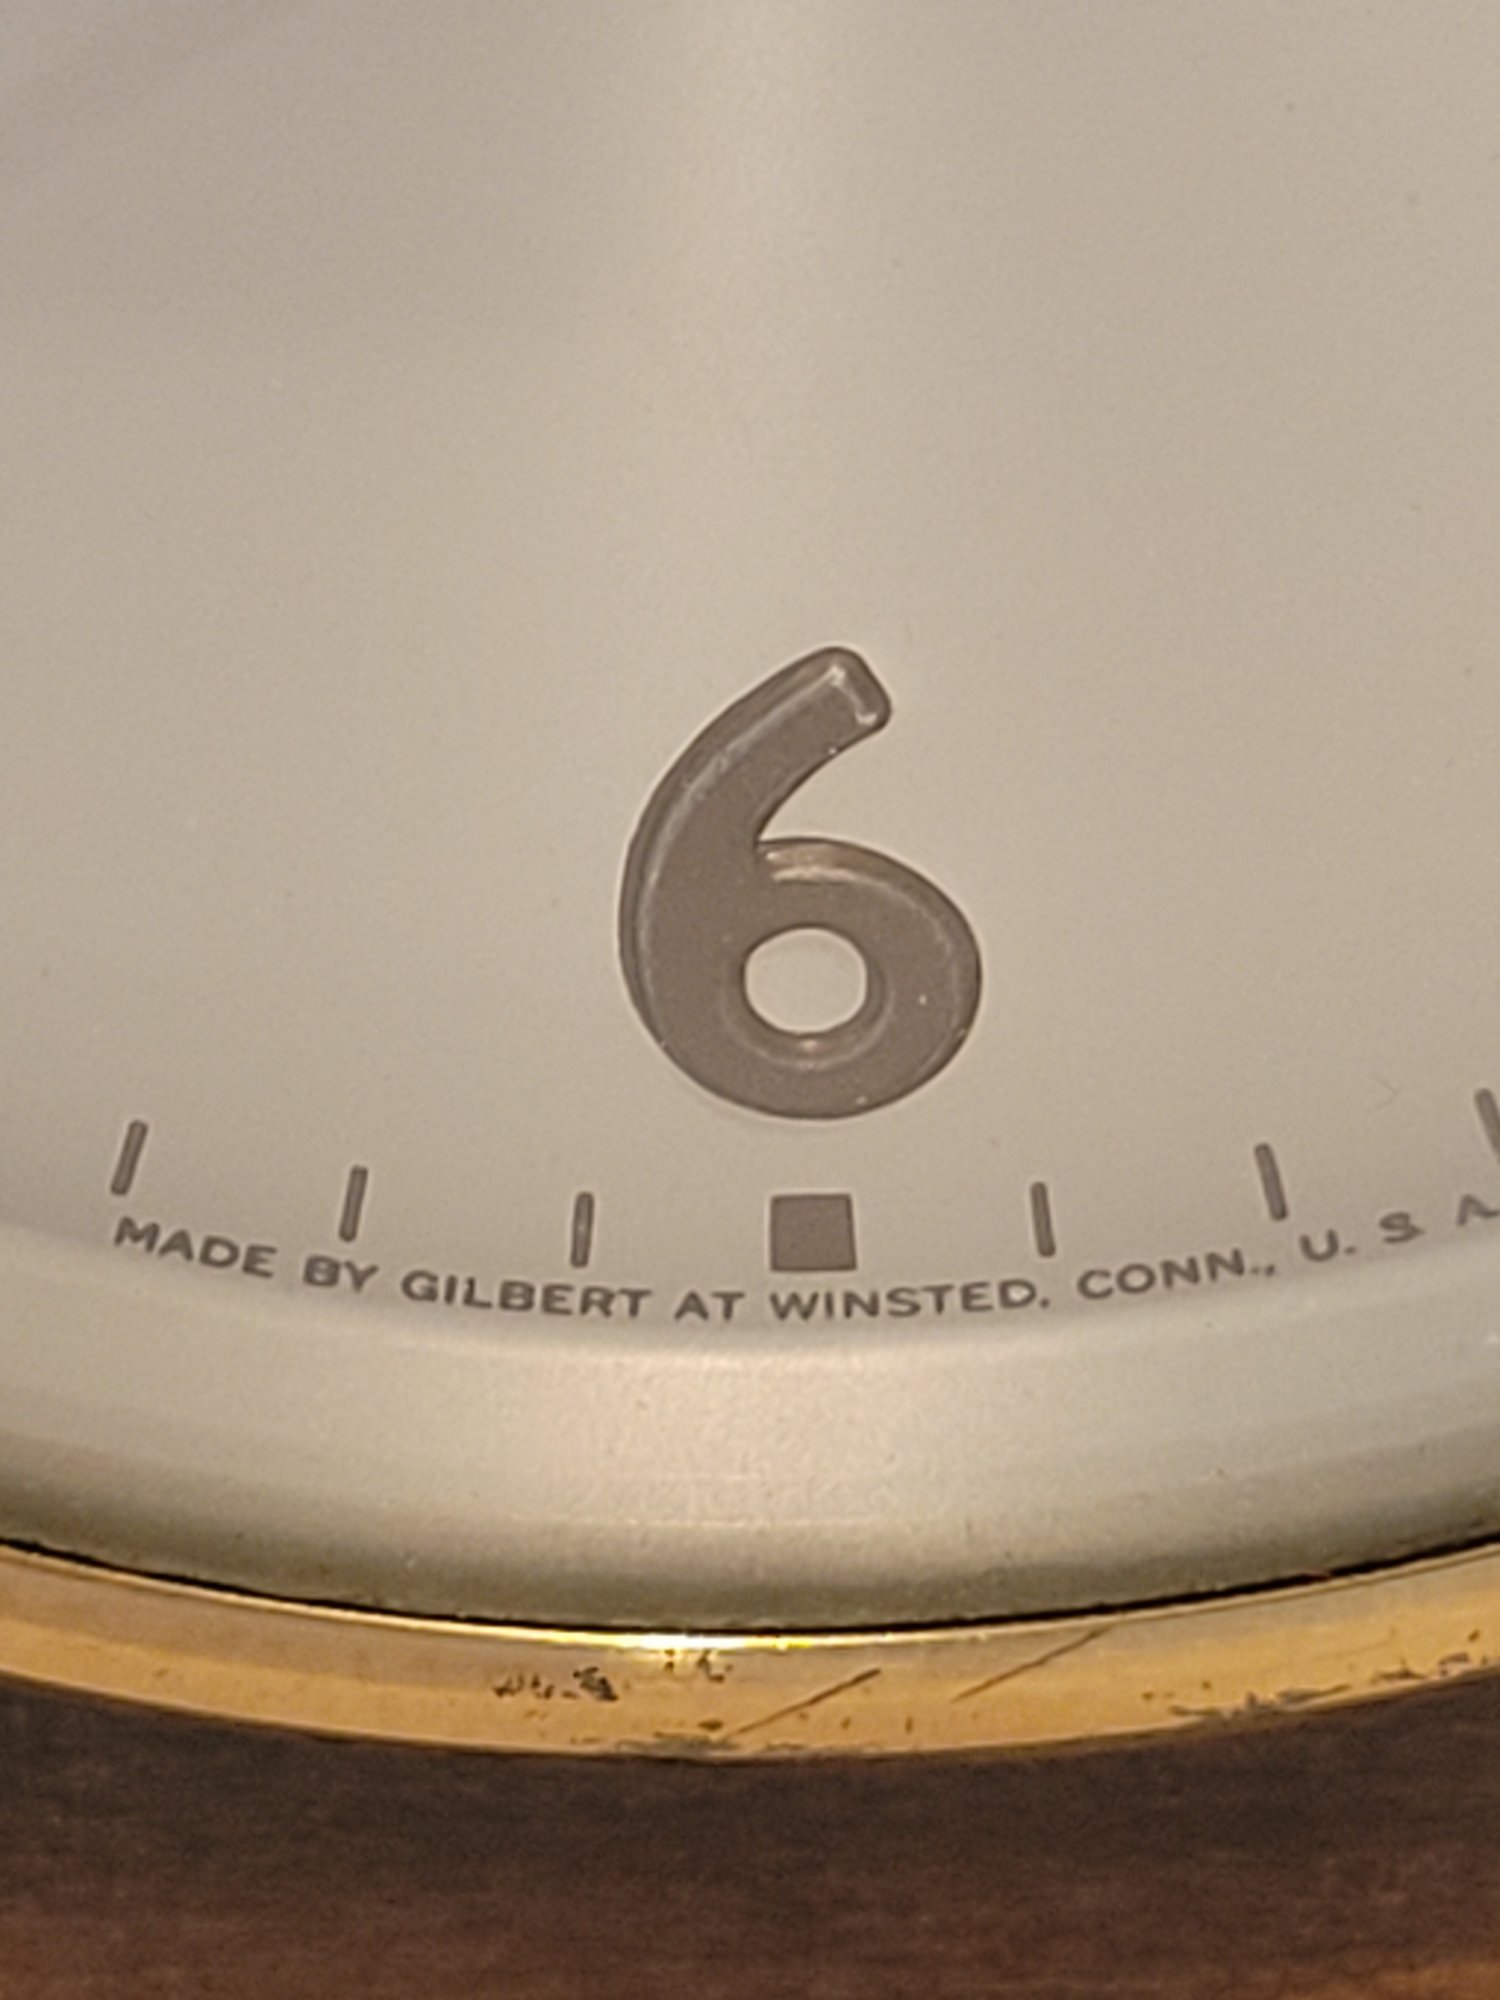 6
MADE BY GILBERT AT WINSTED, CONN., U. S. A.